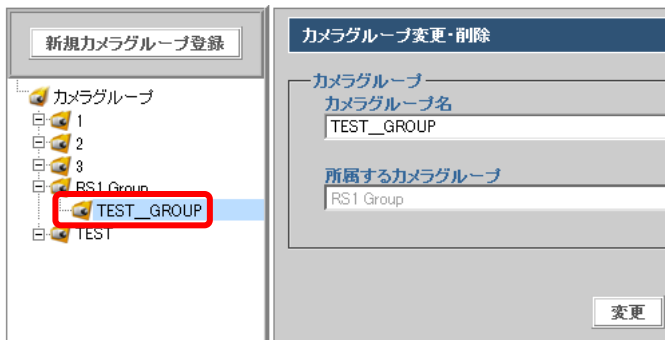 新規カメラグループ登録
カメラグループ
1
2
3
RS1 Group
TEST__GROUP
TEST
カメラグループ変更・削除
カメラグループ
カメラグループ名
TEST__GROUP
所属するカメラグループ
RS1 Group
変更